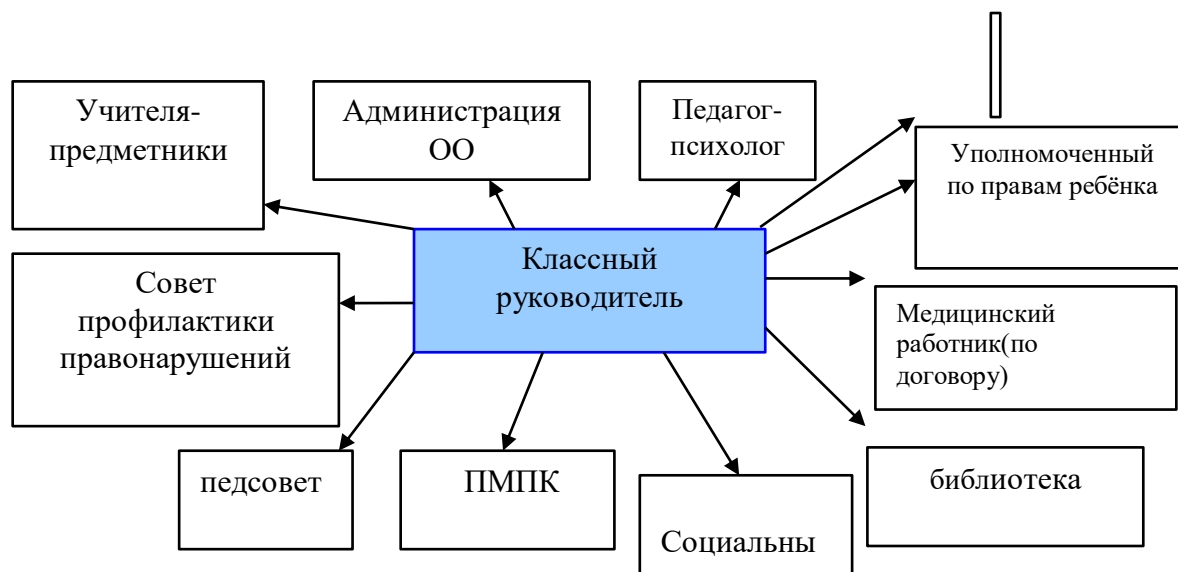 Учителя-
предметники
Администрация
ОО
Педагог-
психолог
Уполномоченный
по правам ребёнка
Классный
руководитель
Совет
профилактики
правонарушений
Медицинский
работник(по
договору)
педсовет
ПМПК
Социальны
библиотека